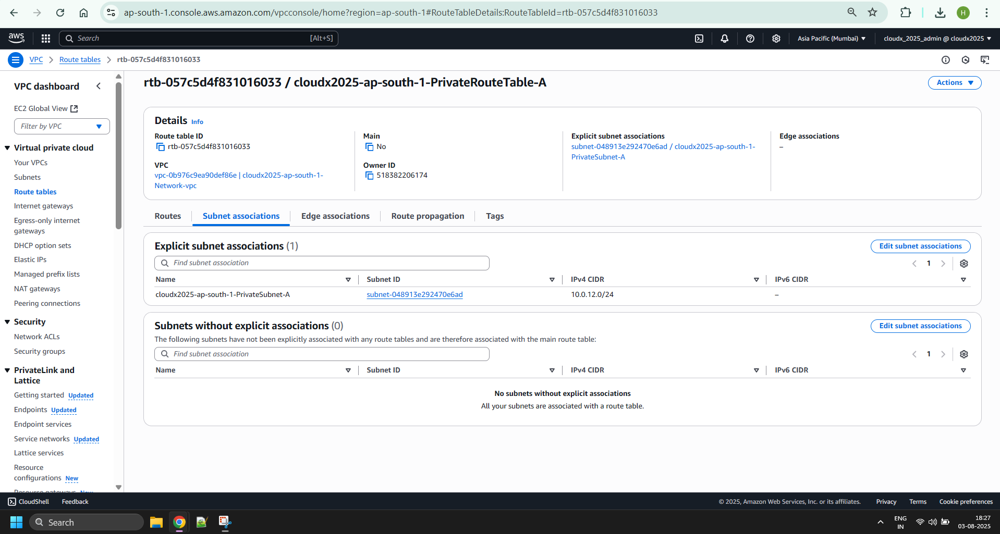 ap-south-1.console.aws.amazon.com/vpcconsole/home?region=ap-south-1#RouteTableDetails:RouteTableId=rtb-057c5d4f831016033
H
aws
Search
[Alt+S]
Asia Pacific (Mumbai)
cloudx_2025_admin @ cloudx2025
VPC
Route tables
rtb-057c5d4f831016033
VPC dashboard
EC2 Global View
Filter by VPC
Virtual private cloud
Your VPCs
Subnets
Route tables
Internet gateways
Egress-only internet
gateways
DHCP option sets
Elastic IPs
Managed prefix lists
NAT gateways
Peering connections
Security
Network ACLs
Security groups
PrivateLink and
Lattice
Getting started Updated
Endpoints Updated
Endpoint services
Service networks Updated
Lattice services
Resource
configurations New
Resource gateways New
rtb-057c5d4f831016033 / cloudx2025-ap-south-1-PrivateRouteTable-A
Actions
Details Info
Route table ID
rtb-057c5d4f831016033
VPC
vpc-0b976c9ea90def86e | cloudx2025-ap-south-1-
Network-vpc
Main
No
Owner ID
518382206174
Explicit subnet associations
subnet-048913e292470e6ad / cloudx2025-ap-south-1-
PrivateSubnet-A
Edge associations
–
Routes
Subnet associations
Edge associations
Route propagation
Tags
Explicit subnet associations (1)
Edit subnet associations
Find subnet association
1
Name Subnet ID IPv4 CIDR IPv6 CIDR
cloudx2025-ap-south-1-PrivateSubnet-A subnet-048913e292470e6ad 10.0.12.0/24 –
Subnets without explicit associations (0)
Edit subnet associations
The following subnets have not been explicitly associated with any route tables and are therefore associated with the main route table:
Find subnet association
1
Name Subnet ID IPv4 CIDR IPv6 CIDR
No subnets without explicit associations
All your subnets are associated with a route table.
CloudShell
Feedback
© 2025, Amazon Web Services, Inc. or its affiliates.
Privacy
Terms
Cookie preferences
Search
ENG
IN
18:27
03-08-2025